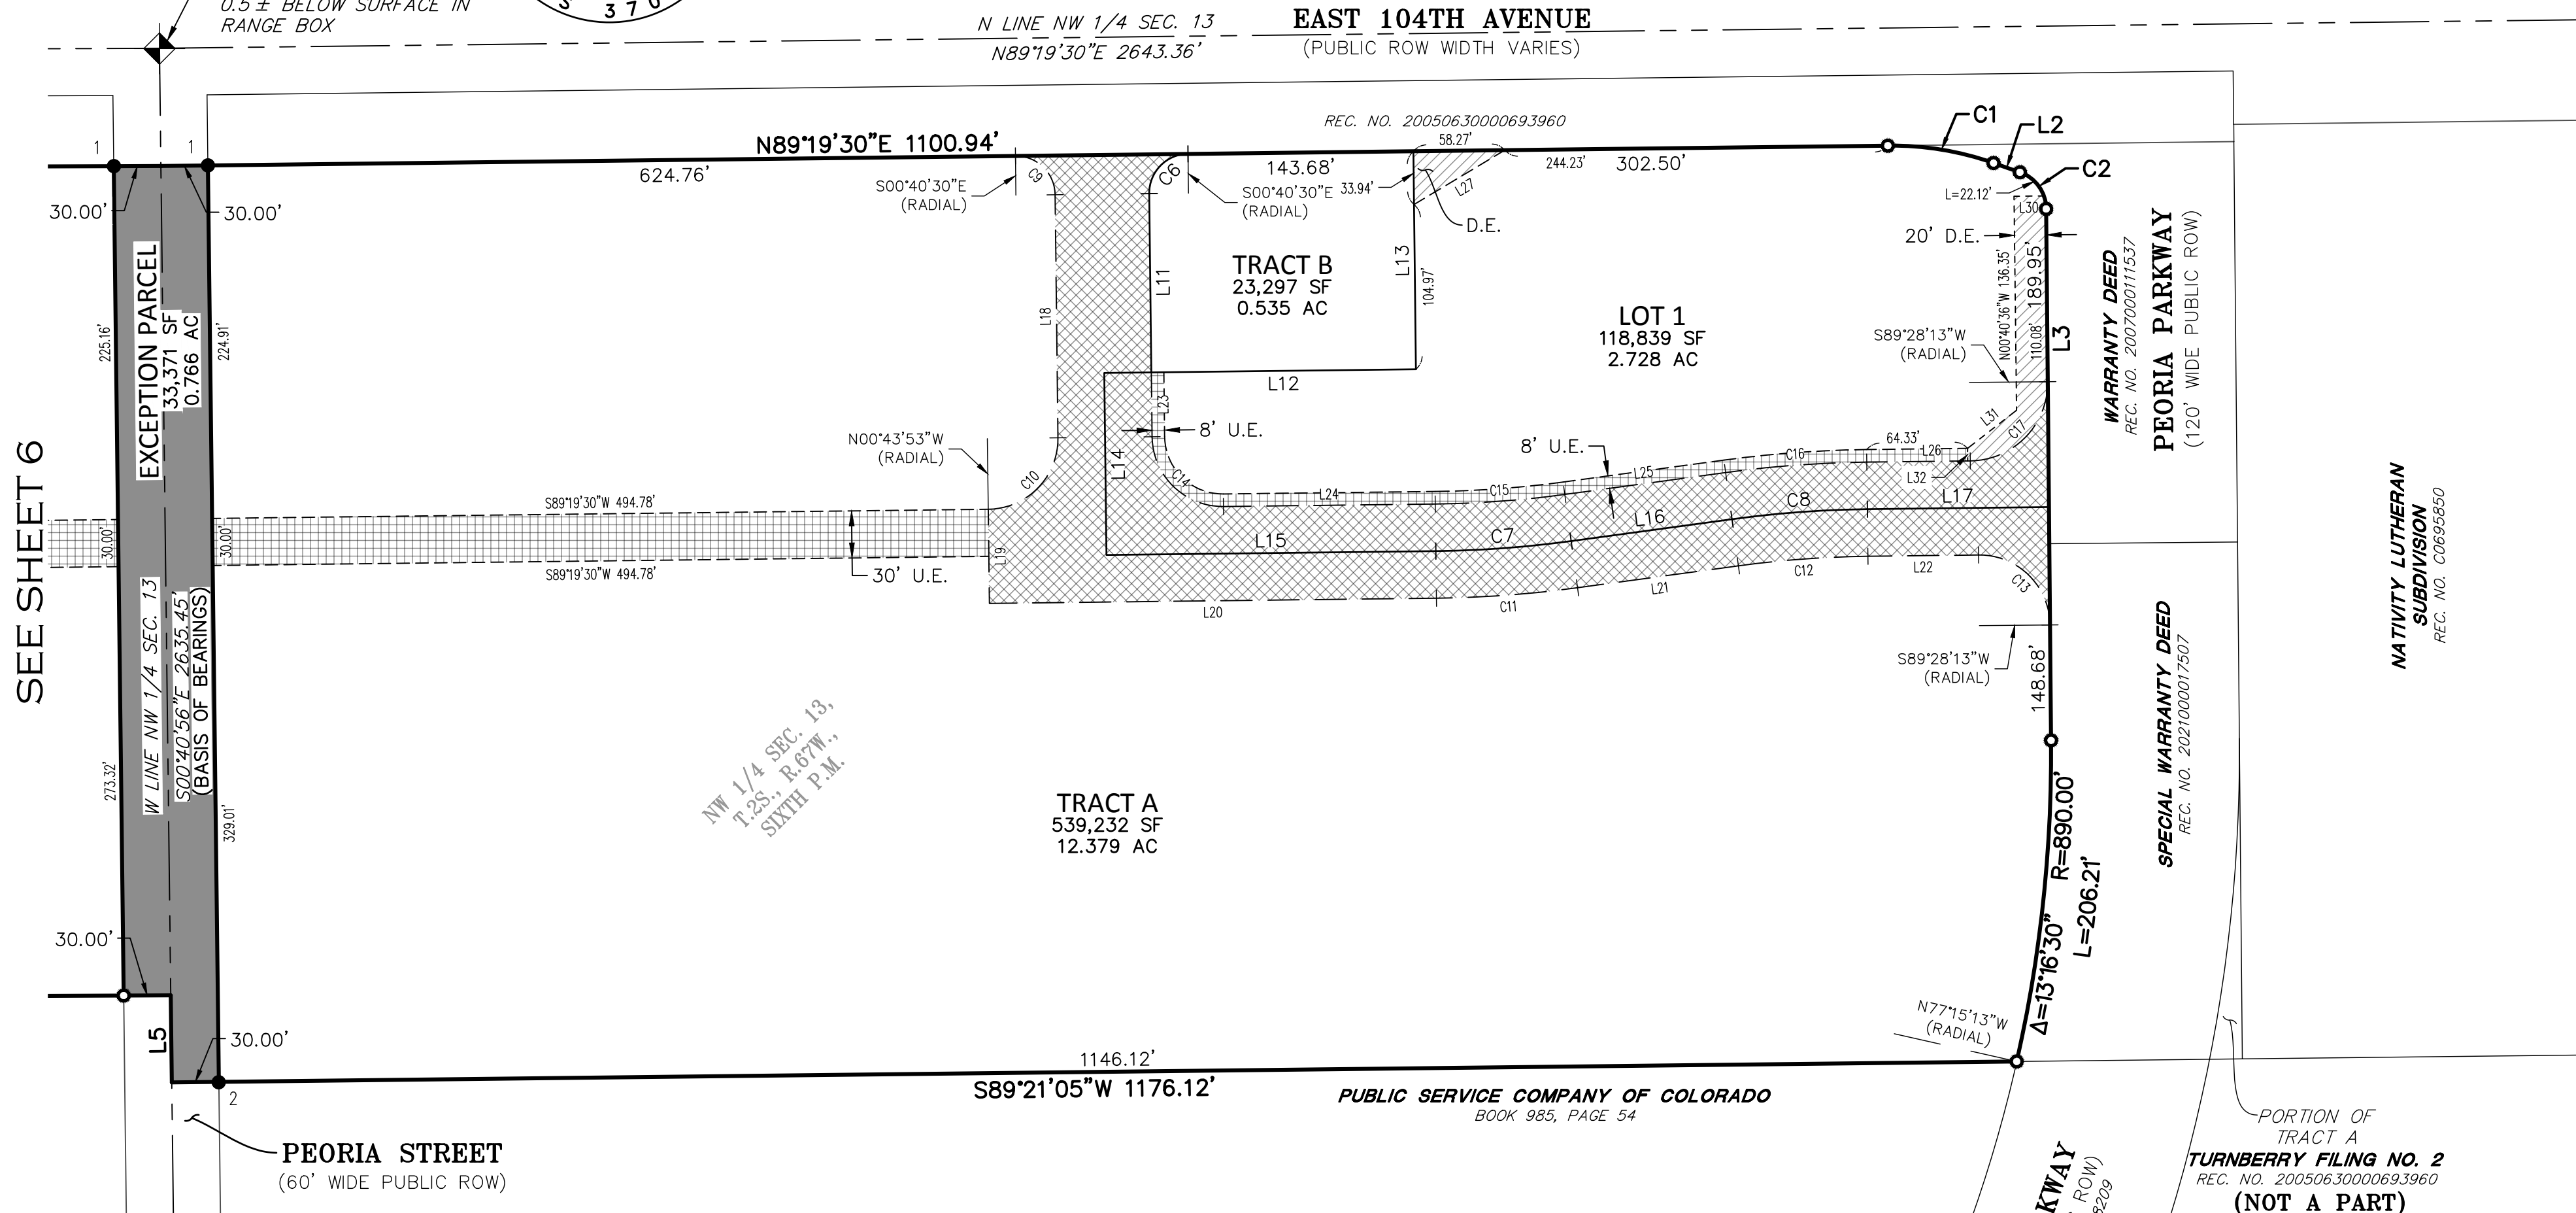 0.5'± BELOW SURFACE IN
RANGE BOX
S 370
N LINE NW 1/4 SEC. 13
N89°19'30"E 2643.36'
EAST 104TH AVENUE
(PUBLIC ROW WIDTH VARIES)
REC. NO. 20050630000693960
1
1
N89°19'30"E 1100.94'
624.76'
143.68'
58.27'
244.23'
302.50'
C1
L2
C2
L=22.12'
L30
30.00'
30.00'
S00°40'30"E
(RADIAL)
C9
C6
S00°40'30"E
(RADIAL)
33.94'
L27
D.E.
20' D.E.
EXCEPTION PARCEL
33,371 SF
0.766 AC
225.16'
224.91'
L18
L11
TRACT B
23,297 SF
0.535 AC
L13
104.97'
L12
LOT 1
118,839 SF
2.728 AC
S89°28'13"W
(RADIAL)
N00°40'36"W 136.35'
189.95'
110.08'
L3
WARRANTY DEED
REC. NO. 2007000111537
PEORIA PARKWAY
(120' WIDE PUBLIC ROW)
SEE SHEET 6
N00°43'53"W
(RADIAL)
C10
L23
8' U.E.
L14
C14
L24
C15
8' U.E.
L25
C16
64.33'
L26
L31
C17
L32
L17
C8
L16
C7
L15
S89°19'30"W 494.78'
30.00'
30.00'
S89°19'30"W 494.78'
30' U.E.
L19
L20
C11
L21
C12
L22
C13
S89°28'13"W
(RADIAL)
148.68'
W LINE NW 1/4 SEC. 13
S00°40'56"E 2635.45'
(BASIS OF BEARINGS)
273.32'
329.01'
NW 1/4 SEC. 13,
T.2S., R.67W.,
SIXTH P.M.
TRACT A
539,232 SF
12.379 AC
SPECIAL WARRANTY DEED
REC. NO. 2021000017507
NATIVITY LUTHERAN
SUBDIVISION
REC. NO. C0695850
R=890.00'
L=206.21'
Δ=13°16'30"
N77°15'13"W
(RADIAL)
30.00'
L5
30.00'
2
1146.12'
S89°21'05"W 1176.12'
PUBLIC SERVICE COMPANY OF COLORADO
BOOK 985, PAGE 54
PEORIA STREET
(60' WIDE PUBLIC ROW)
KWAY
ROW)
8209
PORTION OF
TRACT A
TURNBERRY FILING NO. 2
REC. NO. 20050630000693960
(NOT A PART)